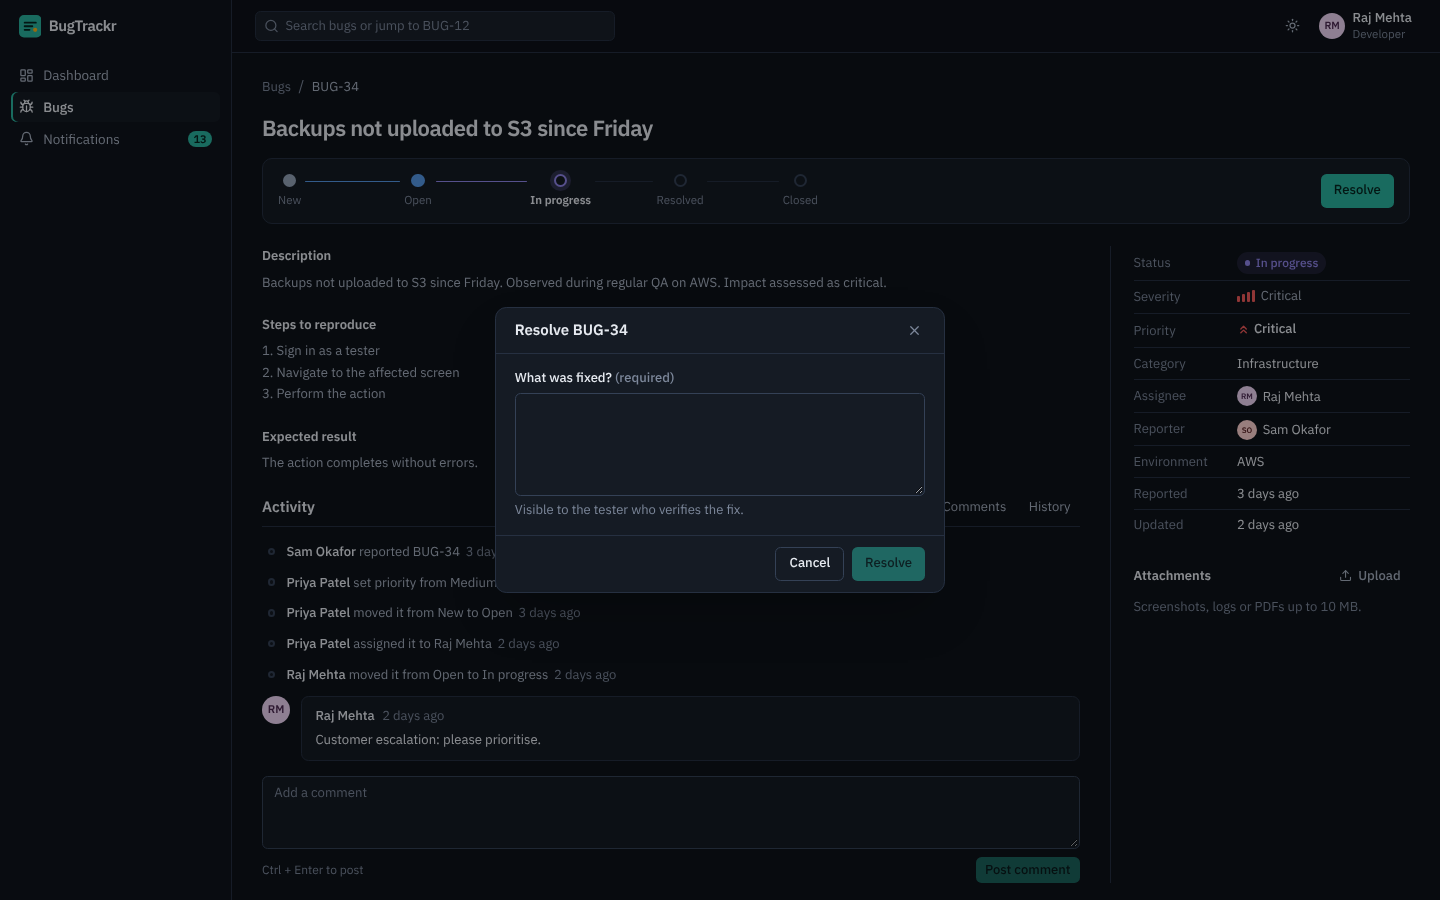 BugTrackr
Search bugs or jump to BUG-12
RM
Raj Mehta
Developer
Dashboard
Bugs
Notifications
13
Bugs / BUG-34
Backups not uploaded to S3 since Friday
New
Open
In progress
Resolved
Closed
Resolve
Description
Backups not uploaded to S3 since Friday. Observed during regular QA on AWS. Impact assessed as critical.
Steps to reproduce
1. Sign in as a tester
2. Navigate to the affected screen
3. Perform the action
Expected result
The action completes without errors.
Activity
Comments
History
Sam Okafor reported BUG-34 3 day
Priya Patel set priority from Medium
Priya Patel moved it from New to Open 3 days ago
Priya Patel assigned it to Raj Mehta 2 days ago
Raj Mehta moved it from Open to In progress 2 days ago
RM
Raj Mehta 2 days ago
Customer escalation: please prioritise.
Add a comment
Ctrl + Enter to post
Post comment
Resolve BUG-34
What was fixed? (required)
Visible to the tester who verifies the fix.
Cancel
Resolve
Status In progress
Severity Critical
Priority Critical
Category Infrastructure
Assignee RM Raj Mehta
Reporter SO Sam Okafor
Environment AWS
Reported 3 days ago
Updated 2 days ago
Attachments
Upload
Screenshots, logs or PDFs up to 10 MB.